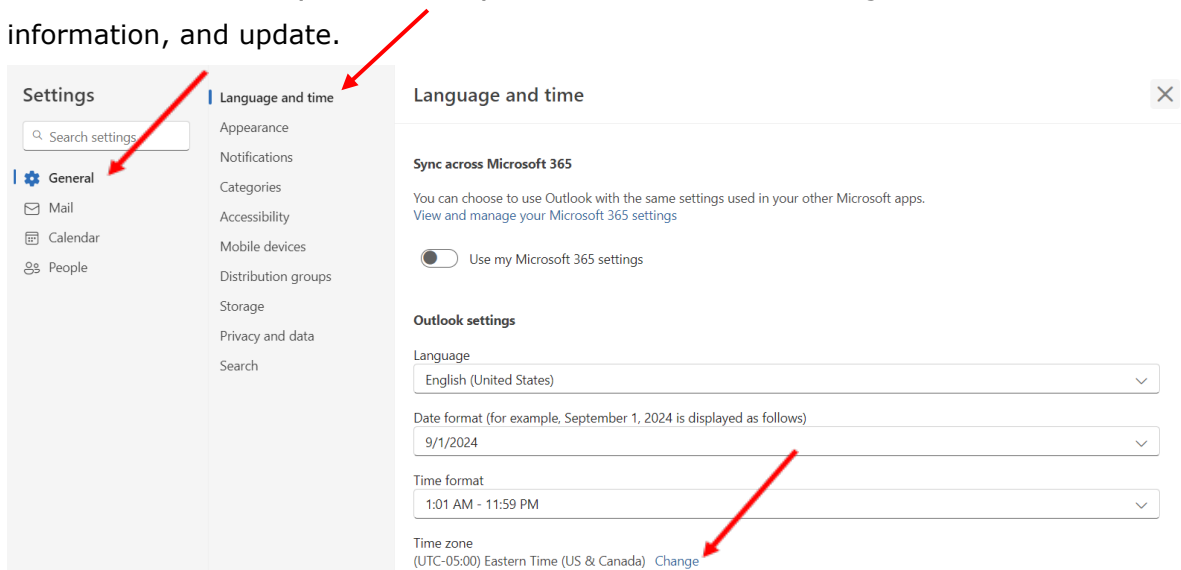 information, and update.
Settings
Search settings
General
Mail
Calendar
People
Language and time
Appearance
Notifications
Categories
Accessibility
Mobile devices
Distribution groups
Storage
Privacy and data
Search
Language and time
Sync across Microsoft 365
You can choose to use Outlook with the same settings used in your other Microsoft apps.
View and manage your Microsoft 365 settings
Use my Microsoft 365 settings
Outlook settings
Language
English (United States)
Date format (for example, September 1, 2024 is displayed as follows)
9/1/2024
Time format
1:01 AM - 11:59 PM
Time zone
(UTC-05:00) Eastern Time (US & Canada) Change